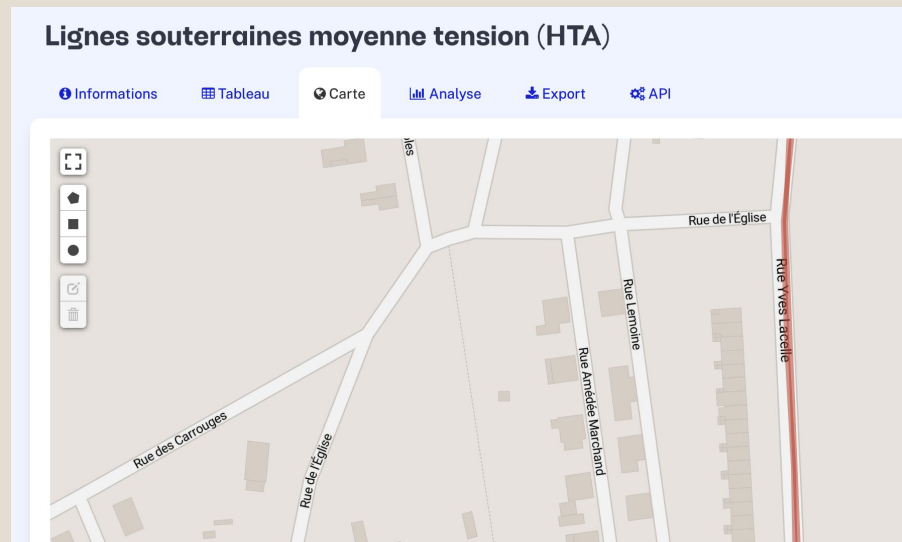 Lignes souterraines moyenne tension (HTA)
Informations
Tableau
Carte
Analyse
Export
API
Rue de l'Église
Rue Yves Lacelle
Rue Lemoine
Rue Amédée Marchand
Rue des Carrouges
Rue de l'Église